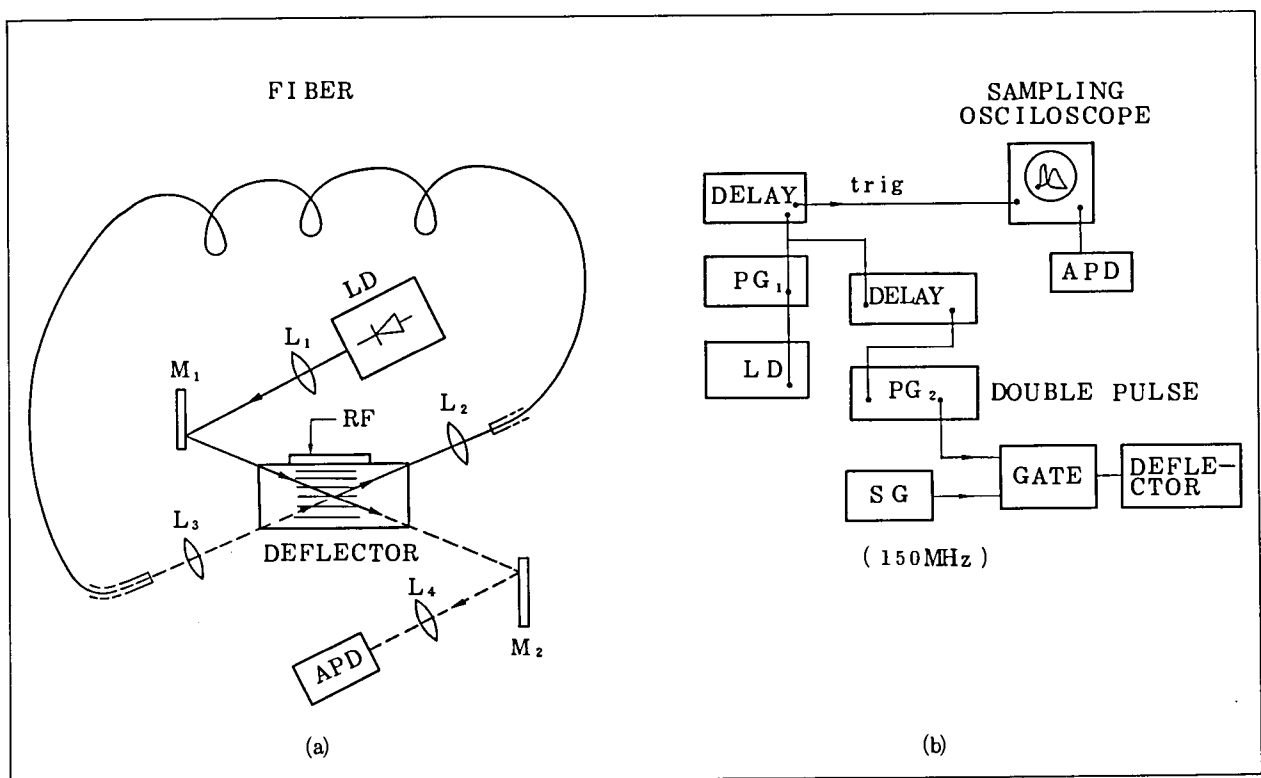 FIBER
LD
L₁
M₁
L₂
RF
L₃
DEFLECTOR
L₄
APD
M₂
(a)
SAMPLING
OSCILOSCOPE
DELAY
trig
PG₁
APD
DELAY
LD
PG₂
DOUBLE PULSE
SG
GATE
DEFLE-
CTOR
(150MHz)
(b)